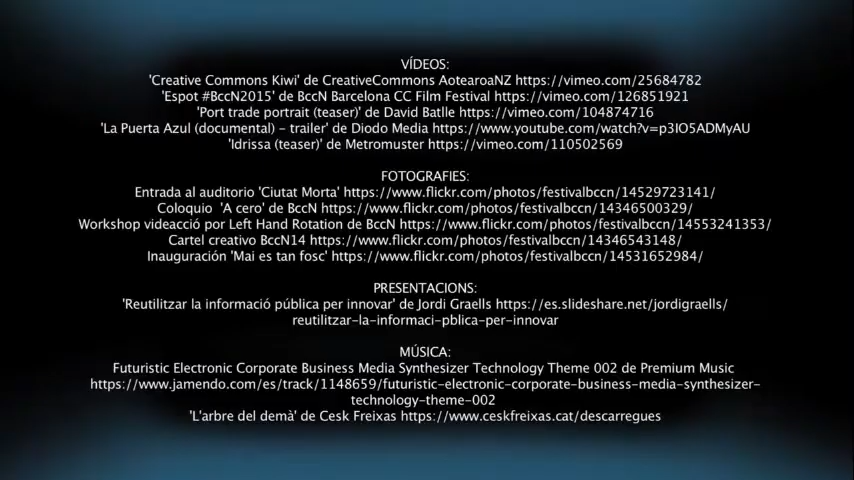 VÍDEOS:
'Creative Commons Kiwi' de CreativeCommons AotearoaNZ https://vimeo.com/25684782
'Espot #BccN2015' de BccN Barcelona CC Film Festival https://vimeo.com/126851921
'Port trade portrait (teaser)' de David Batlle https://vimeo.com/104874716
'La Puerta Azul (documental) - trailer' de Diodo Media https://www.youtube.com/watch?v=p3IO5ADMyAU
'Idrissa (teaser)' de Metromuster https://vimeo.com/110502569
FOTOGRAFIES:
Entrada al auditorio 'Ciutat Morta' https://www.flickr.com/photos/festivalbccn/14529723141/
Coloquio  'A cero' de BccN https://www.flickr.com/photos/festivalbccn/14346500329/
Workshop videacció por Left Hand Rotation de BccN https://www.flickr.com/photos/festivalbccn/14553241353/
Cartel creativo BccN14 https://www.flickr.com/photos/festivalbccn/14346543148/
Inauguración 'Mai es tan fosc' https://www.flickr.com/photos/festivalbccn/14531652984/
PRESENTACIONS:
'Reutilitzar la informació pública per innovar' de Jordi Graells https://es.slideshare.net/jordigraells/
reutilitzar-la-informaci-pblica-per-innovar
MÚSICA:
Futuristic Electronic Corporate Business Media Synthesizer Technology Theme 002 de Premium Music
https://www.jamendo.com/es/track/1148659/futuristic-electronic-corporate-business-media-synthesizer-
technology-theme-002
'L'arbre del demà' de Cesk Freixas https://www.ceskfreixas.cat/descarregues